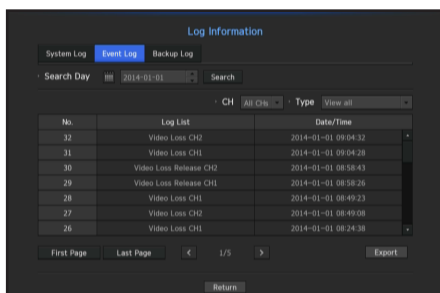 Log Information
System Log Event Log Backup Log
Search Day 2014-01-01 Search
CH All CHs Type View all
No. Log List Date/Time
32 Video Loss CH2 2014-01-01 09:04:32
31 Video Loss CH1 2014-01-01 09:04:28
30 Video Loss Release CH2 2014-01-01 08:58:43
29 Video Loss Release CH1 2014-01-01 08:58:26
28 Video Loss CH1 2014-01-01 08:49:23
27 Video Loss CH2 2014-01-01 08:49:08
26 Video Loss CH1 2014-01-01 08:24:38
First Page Last Page < 1/5 > Export
Return